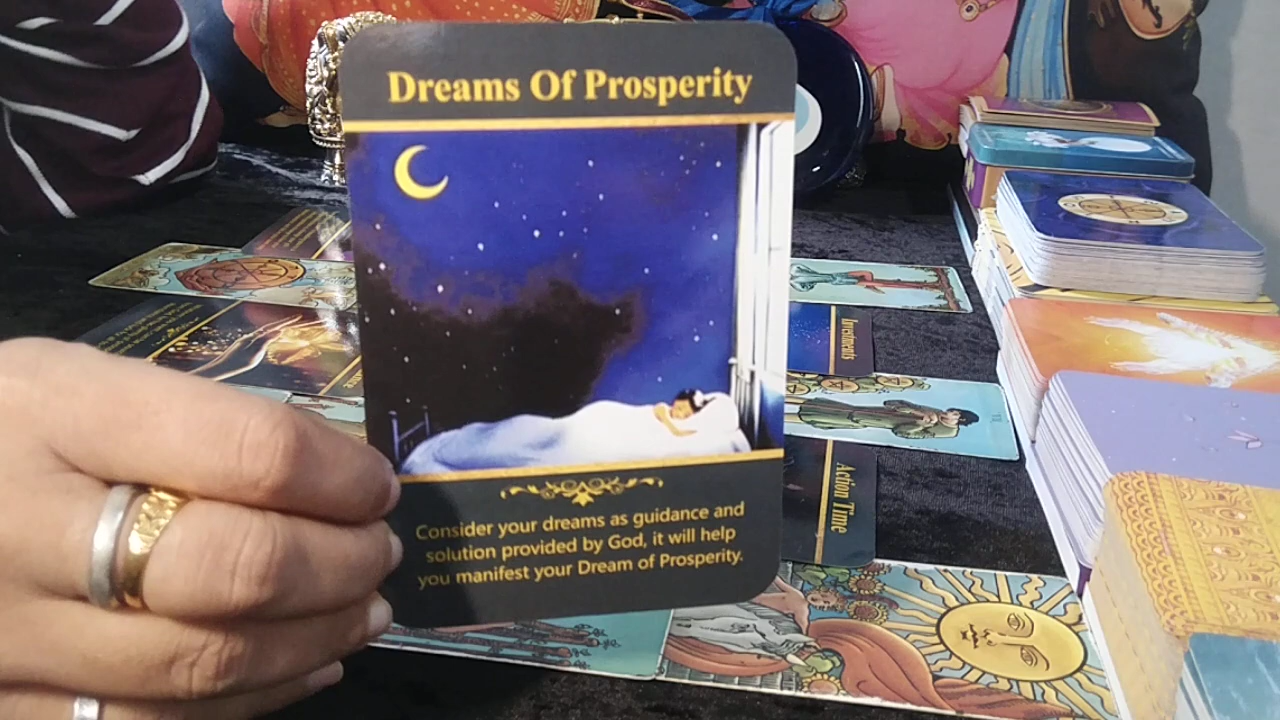 Dreams Of Prosperity
Consider your dreams as guidance and
solution provided by God, it will help
you manifest your Dream of Prosperity.
Investments
Action Time